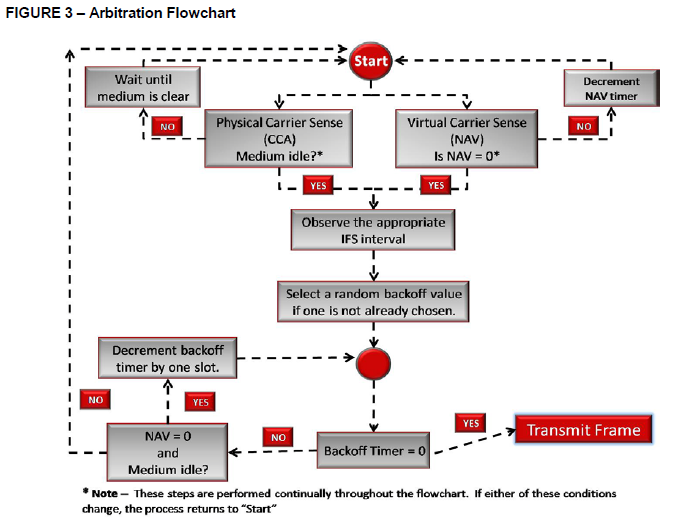 FIGURE 3 – Arbitration Flowchart
Start
Wait until
medium is clear
Decrement
NAV timer
NO
Physical Carrier Sense
(CCA)
Medium idle?*
Virtual Carrier Sense
(NAV)
Is NAV = 0*
NO
YES
YES
Observe the appropriate
IFS interval
Select a random backoff value
if one is not already chosen.
Decrement backoff
timer by one slot.
NO
YES
NAV = 0
and
Medium idle?
NO
Backoff Timer = 0
YES
Transmit Frame
* Note – These steps are performed continually throughout the flowchart. If either of these conditions
change, the process returns to “Start”